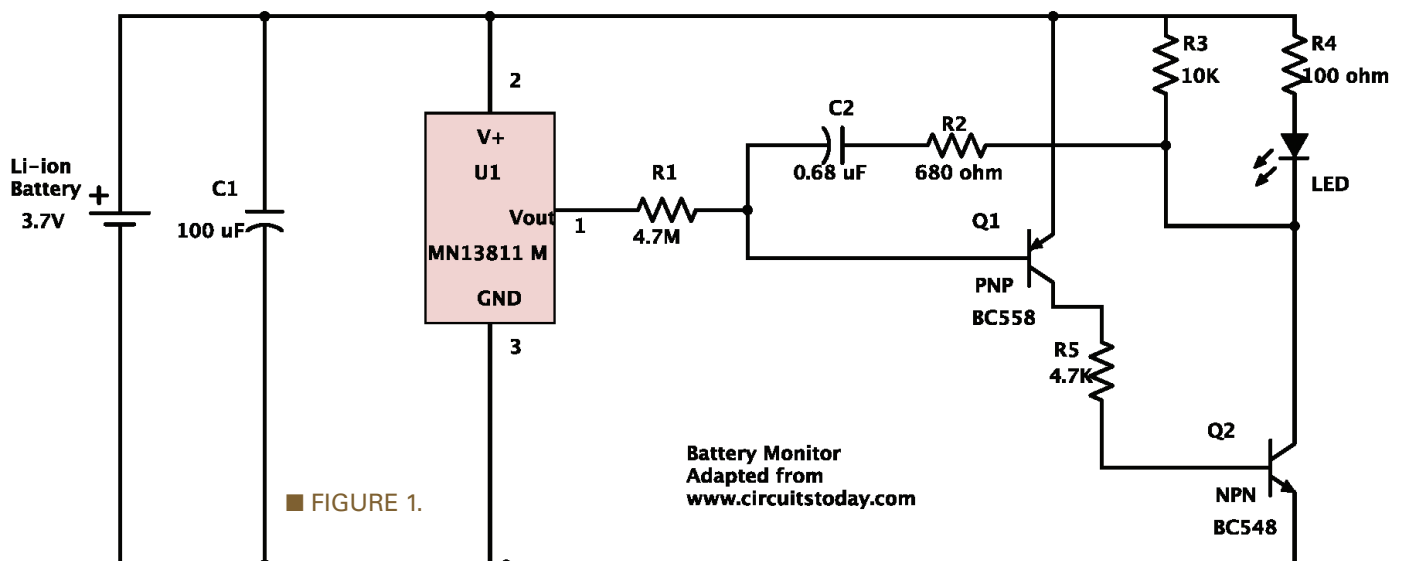 2
V+
U1
Vout
1
MN13811 M
GND
3
Li-ion
Battery
3.7V
+
C1
100 uF
R1
4.7M
C2
0.68 uF
R2
680 ohm
R3
10K
R4
100 ohm
LED
Q1
PNP
BC558
R5
4.7K
Q2
NPN
BC548
Battery Monitor
Adapted from
www.circuitstoday.com
■ FIGURE 1.